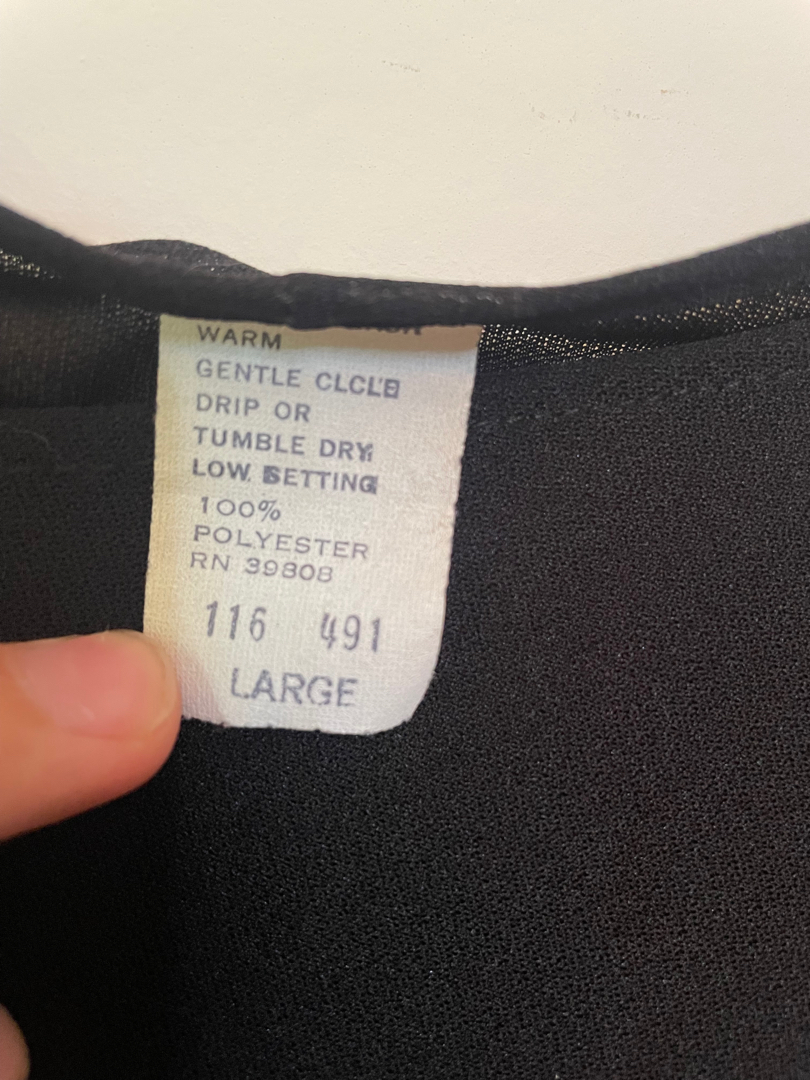 WARM
GENTLE CLCLE
DRIP OR
TUMBLE DRY
LOW SETTING
100%
POLYESTER
RN 39808
116 491
LARGE